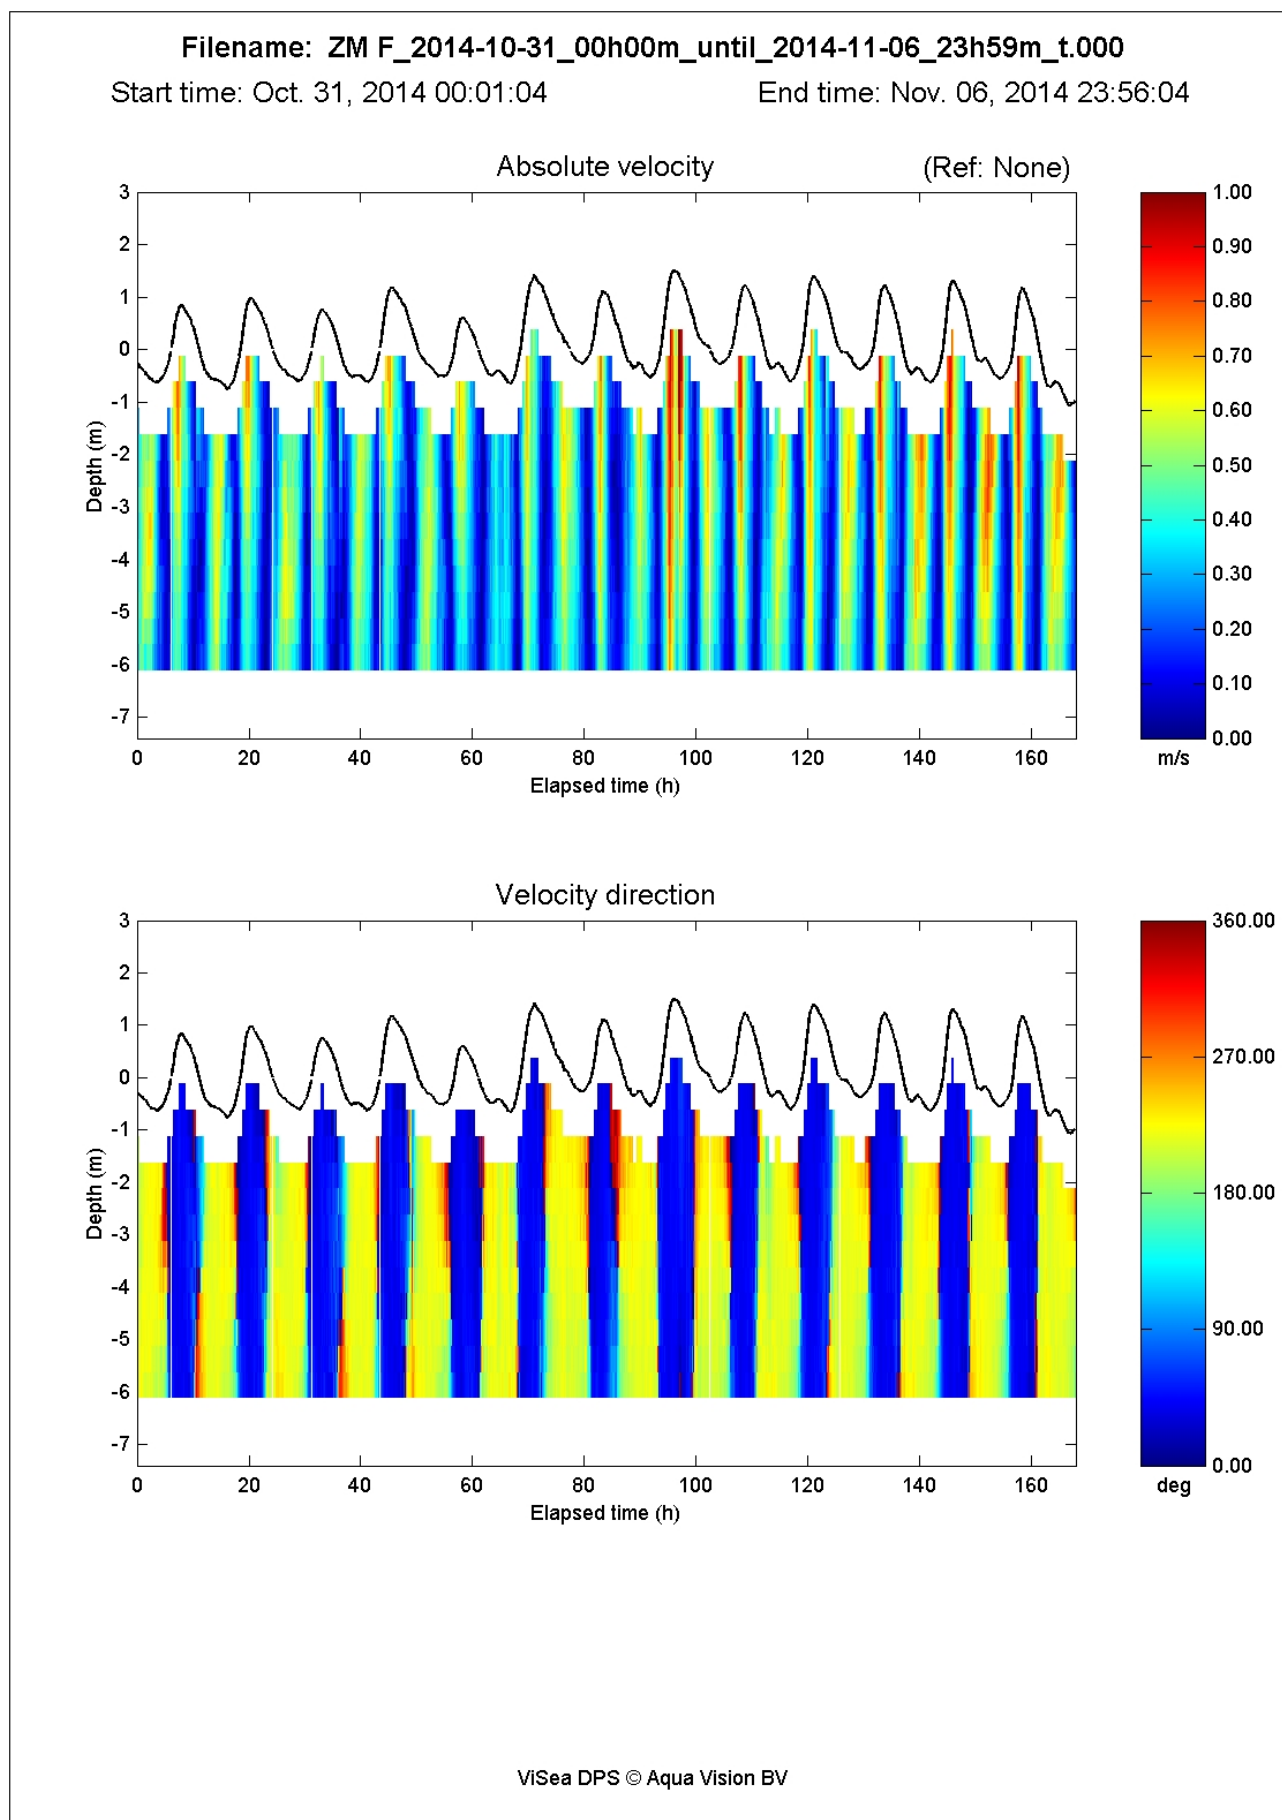 Filename: ZM F_2014-10-31_00h00m_until_2014-11-06_23h59m_t.000
Start time: Oct. 31, 2014 00:01:04 End time: Nov. 06, 2014 23:56:04
Absolute velocity (Ref: None)
3
2
1
0
-1
-2
-3
-4
-5
-6
-7
Depth (m)
0 20 40 60 80 100 120 140 160
Elapsed time (h)
1.00
0.90
0.80
0.70
0.60
0.50
0.40
0.30
0.20
0.10
0.00
m/s
Velocity direction
3
2
1
0
-1
-2
-3
-4
-5
-6
-7
Depth (m)
0 20 40 60 80 100 120 140 160
Elapsed time (h)
360.00
270.00
180.00
90.00
0.00
deg
ViSea DPS © Aqua Vision BV